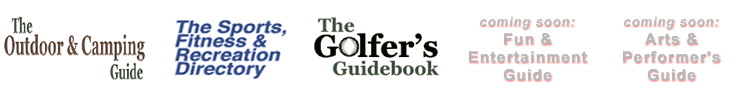 The
Outdoor & Camping
Guide
The Sports,
Fitness &
Recreation
Directory
The
Golfer's
Guidebook
coming soon:
Fun &
Entertainment
Guide
coming soon:
Arts &
Performer's
Guide